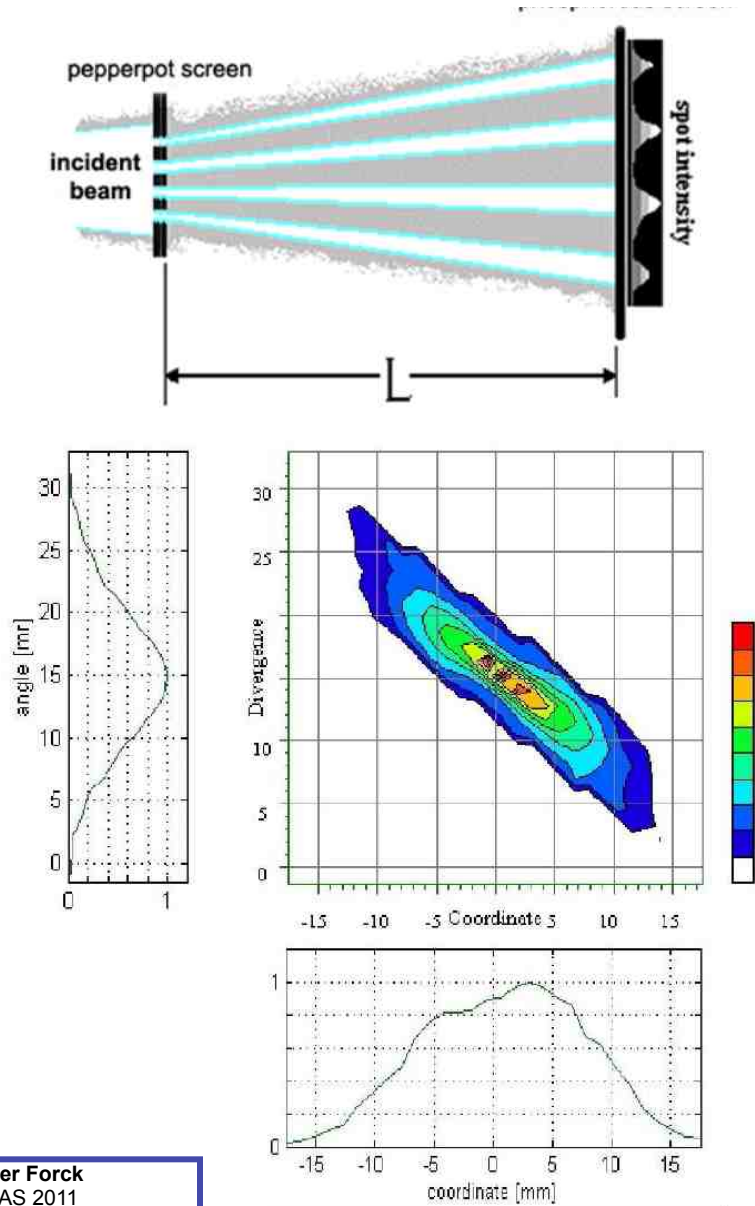 pepperpot screen
incident
beam
spot intensity
L
angle [mr]
30
25
20
15
10
5
0
0 1
Divergence
30
25
10
5
0
-15 -10 -5 Coordinate 5 10 15
1
0
-15 -10 -5 0 5 10 15
coordinate [mm]
er Forck
AS 2011